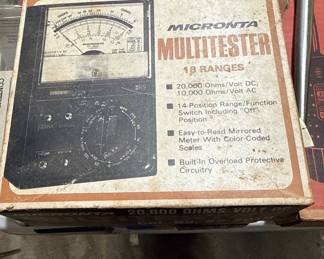 MICRONTA
MULTITESTER
18 RANGES
20,000 Ohms/Volt DC,
10,000 Ohms/Volt AC
14-Position Range/Function
Switch Including "Off"
Position
Easy-to-Read Mirrored
Meter With Color-Coded
Scales
Built-In Overload Protective
Circuitry
MICRONTA 20,000 OHMS VOLT